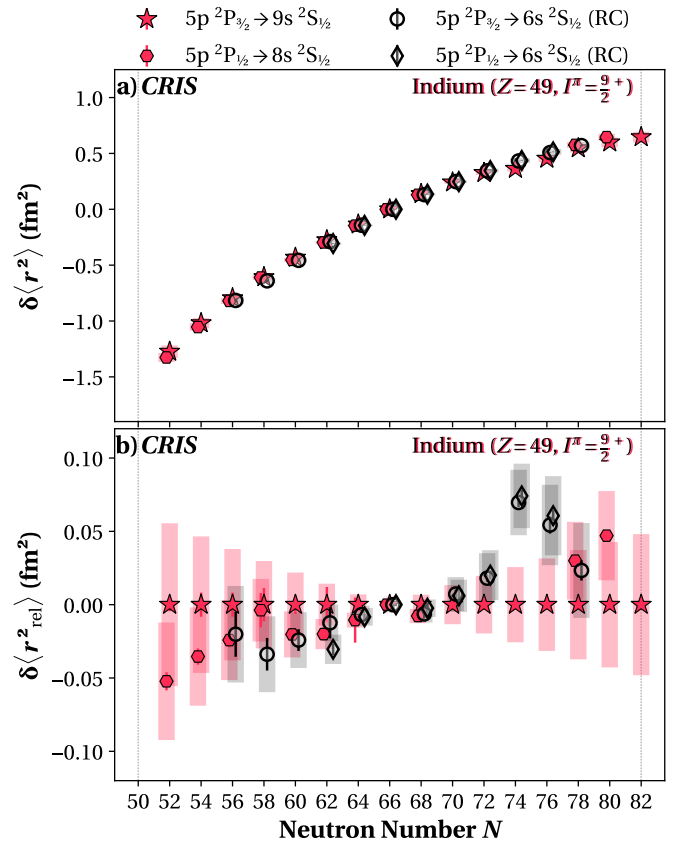 5p ²P₃⸝₂ → 9s ²S₁⸝₂
5p ²P₃⸝₂ → 6s ²S₁⸝₂ (RC)
5p ²P₁⸝₂ → 8s ²S₁⸝₂
5p ²P₁⸝₂ → 6s ²S₁⸝₂ (RC)
a) CRIS
Indium (Z = 49, I^π = 9/2 ⁺)
1.0
0.5
0.0
−0.5
−1.0
−1.5
δ⟨r²⟩ (fm²)
b) CRIS
Indium (Z = 49, I^π = 9/2 ⁺)
0.10
0.05
0.00
−0.05
−0.10
δ⟨r²rel⟩ (fm²)
50 52 54 56 58 60 62 64 66 68 70 72 74 76 78 80 82
Neutron Number N